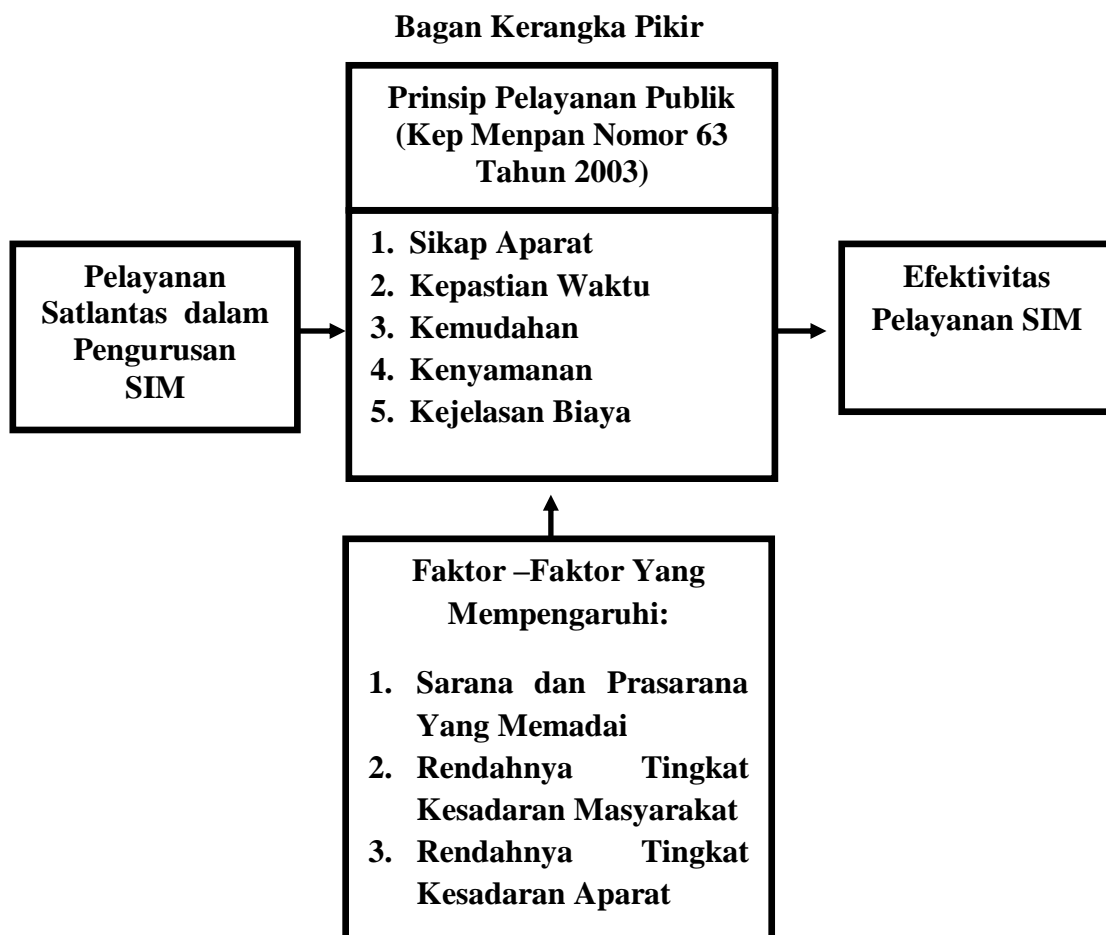 Bagan Kerangka Pikir
Prinsip Pelayanan Publik
(Kep Menpan Nomor 63
Tahun 2003)
Pelayanan
Satlantas dalam
Pengurusan
SIM
1. Sikap Aparat
2. Kepastian Waktu
3. Kemudahan
4. Kenyamanan
5. Kejelasan Biaya
Efektivitas
Pelayanan SIM
Faktor –Faktor Yang
Mempengaruhi:
1. Sarana dan Prasarana
Yang Memadai
2. Rendahnya Tingkat
Kesadaran Masyarakat
3. Rendahnya Tingkat
Kesadaran Aparat